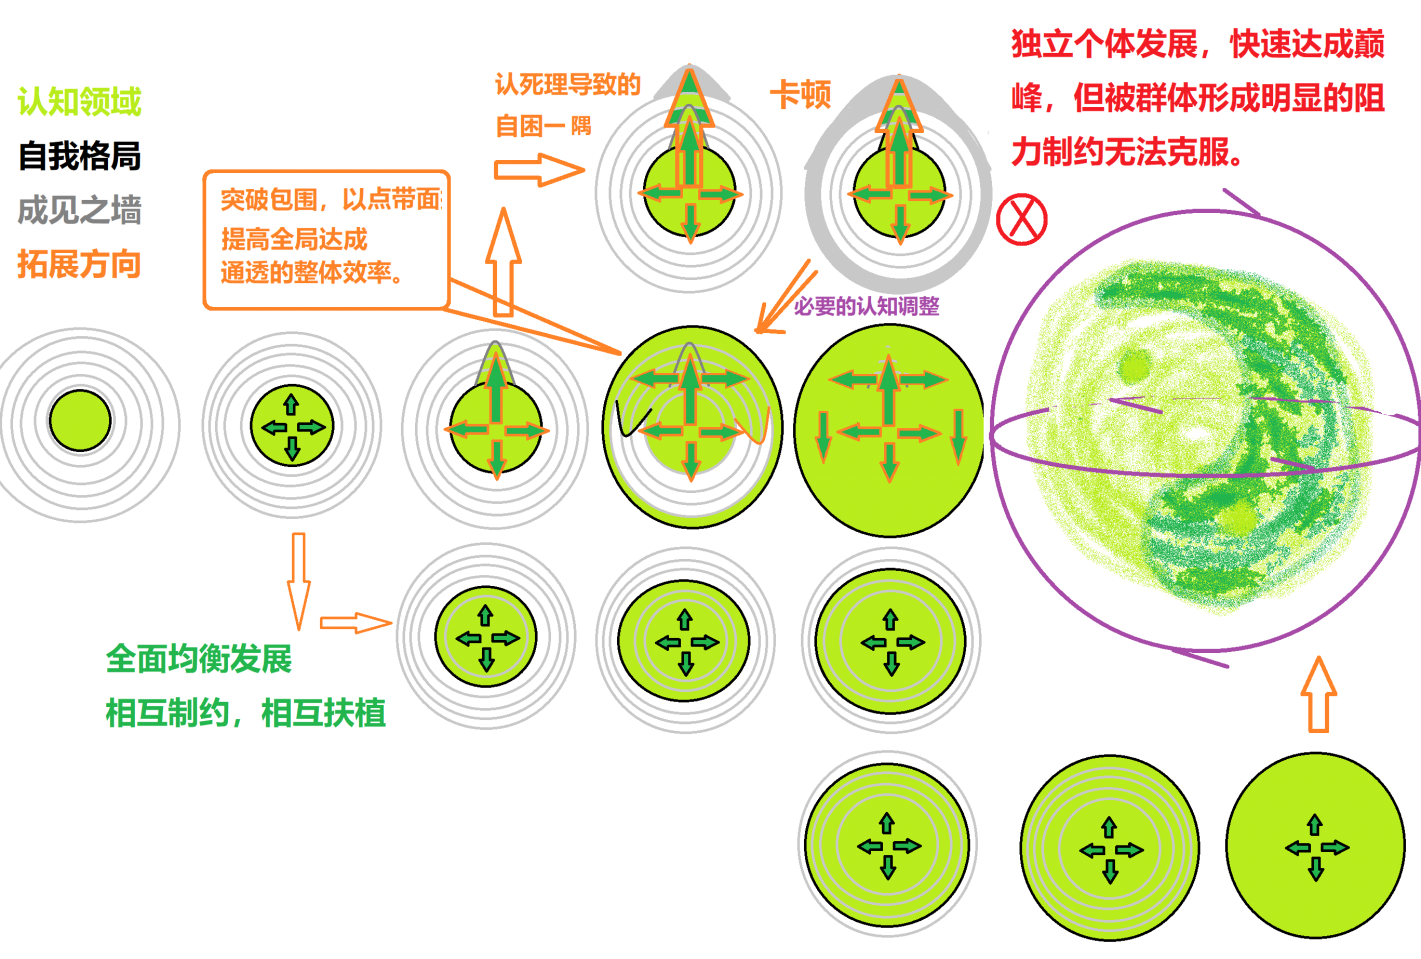 认知领域
自我格局
成见之墙
拓展方向
认死理导致的
自困一隅
卡顿
独立个体发展，快速达成巅
峰，但被群体形成明显的阻
力制约无法克服。
突破包围，以点带面
提高全局达成
通透的整体效率。
必要的认知调整
全面均衡发展
相互制约，相互扶植